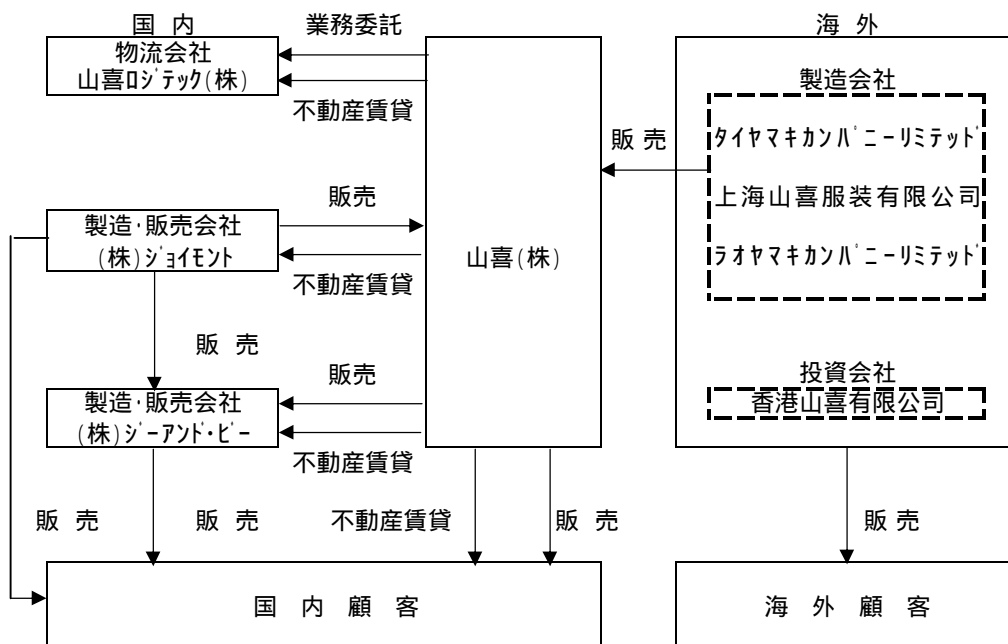 国 内
業務委託
海 外
物流会社
山喜ﾛｼﾞﾃｯｸ(株)
不動産賃貸
製造会社
ﾀｲﾔﾏｷｶﾝﾊﾟﾆｰﾘﾐﾃｯﾄﾞ
上海山喜服装有限公司
ﾗｵﾔﾏｷｶﾝﾊﾟﾆｰﾘﾐﾃｯﾄﾞ
販 売
販売
製造･販売会社
(株)ｼﾞｮｲﾓﾝﾄ
不動産賃貸
山喜(株)
販 売
販売
投資会社
香港山喜有限公司
製造･販売会社
(株)ｼﾞｰｱﾝﾄﾞ･ﾋﾞｰ
不動産賃貸
販 売
販 売
不動産賃貸
販 売
販 売
国 内 顧 客
海 外 顧 客